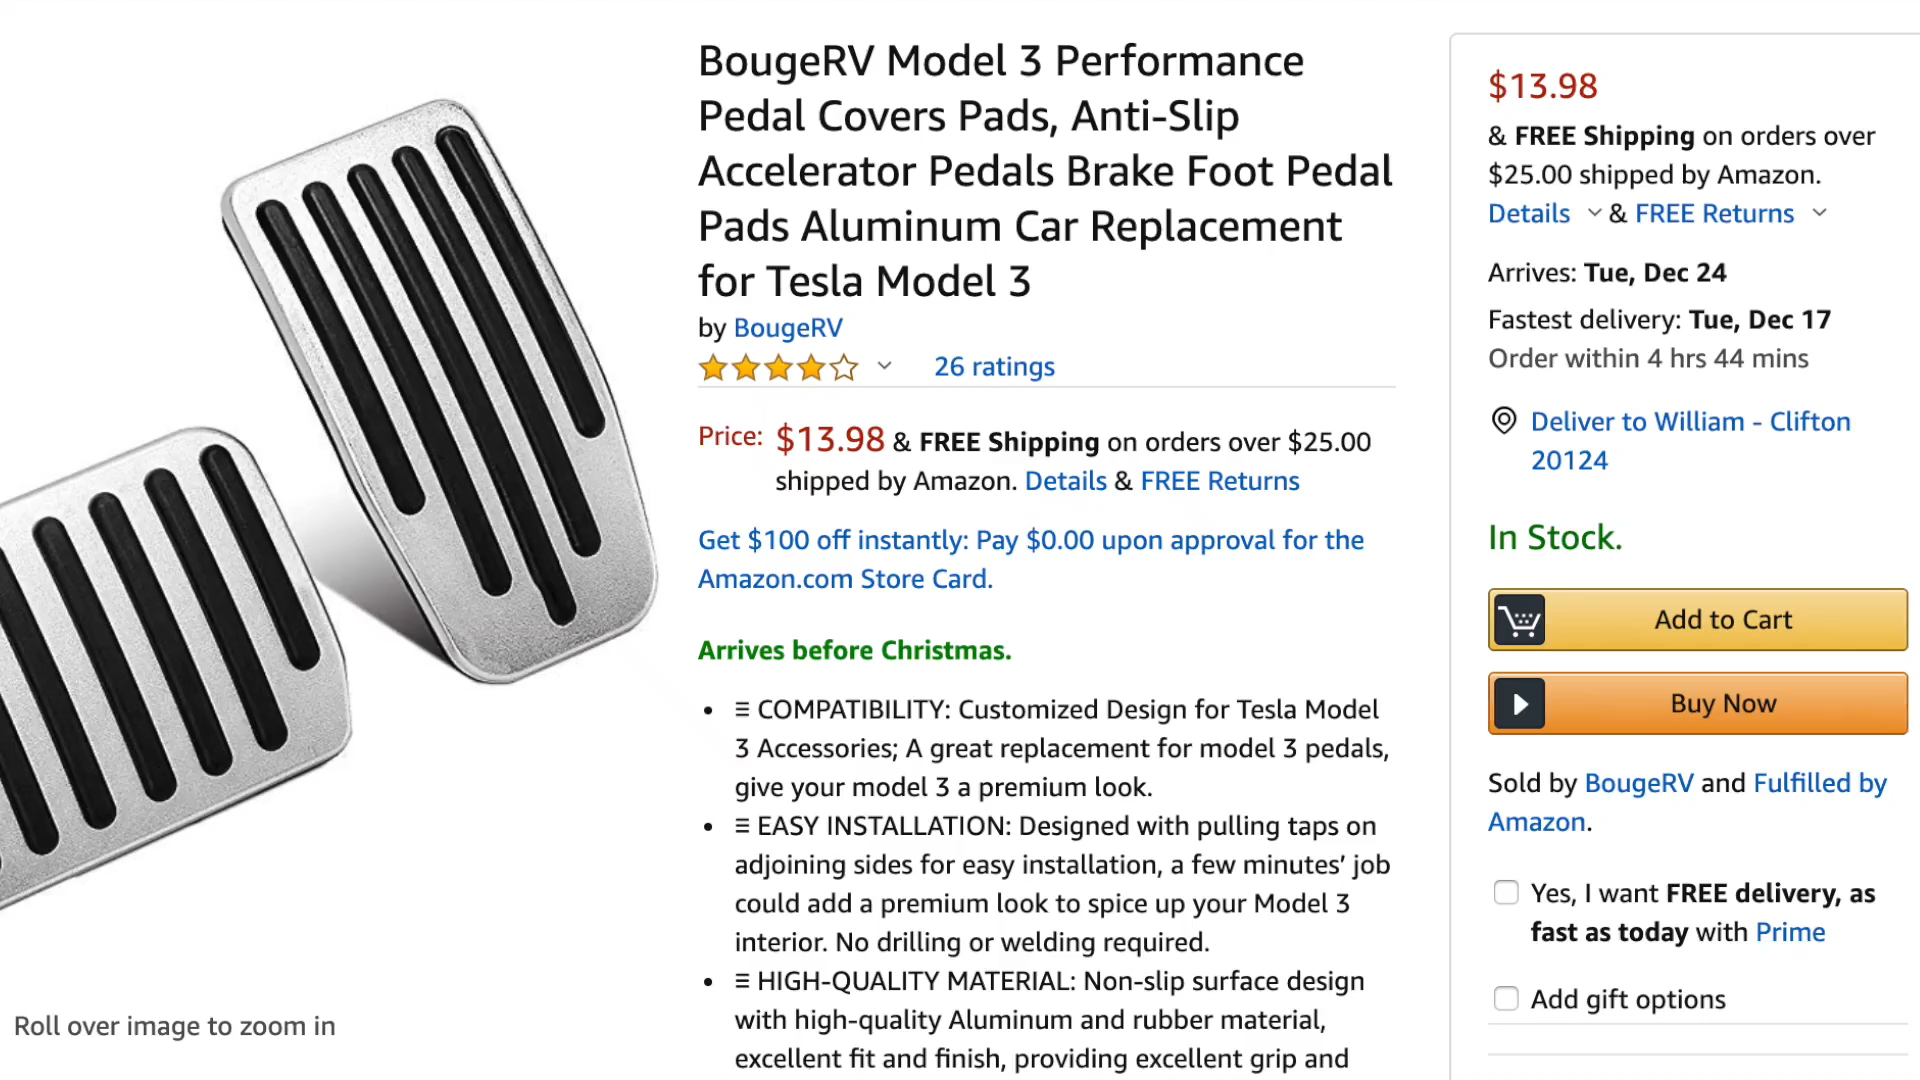 BougeRV Model 3 Performance
Pedal Covers Pads, Anti-Slip
Accelerator Pedals Brake Foot Pedal
Pads Aluminum Car Replacement
for Tesla Model 3
by BougeRV
26 ratings
Price: $13.98 & FREE Shipping on orders over $25.00
shipped by Amazon. Details & FREE Returns
Get $100 off instantly: Pay $0.00 upon approval for the
Amazon.com Store Card.
Arrives before Christmas.
• ☰ COMPATIBILITY: Customized Design for Tesla Model
3 Accessories; A great replacement for model 3 pedals,
give your model 3 a premium look.
• ☰ EASY INSTALLATION: Designed with pulling taps on
adjoining sides for easy installation, a few minutes’ job
could add a premium look to spice up your Model 3
interior. No drilling or welding required.
• ☰ HIGH-QUALITY MATERIAL: Non-slip surface design
with high-quality Aluminum and rubber material,
excellent fit and finish, providing excellent grip and
Roll over image to zoom in
$13.98
& FREE Shipping on orders over
$25.00 shipped by Amazon.
Details & FREE Returns
Arrives: Tue, Dec 24
Fastest delivery: Tue, Dec 17
Order within 4 hrs 44 mins
Deliver to William - Clifton
20124
In Stock.
Add to Cart
Buy Now
Sold by BougeRV and Fulfilled by
Amazon.
Yes, I want FREE delivery, as
fast as today with Prime
Add gift options